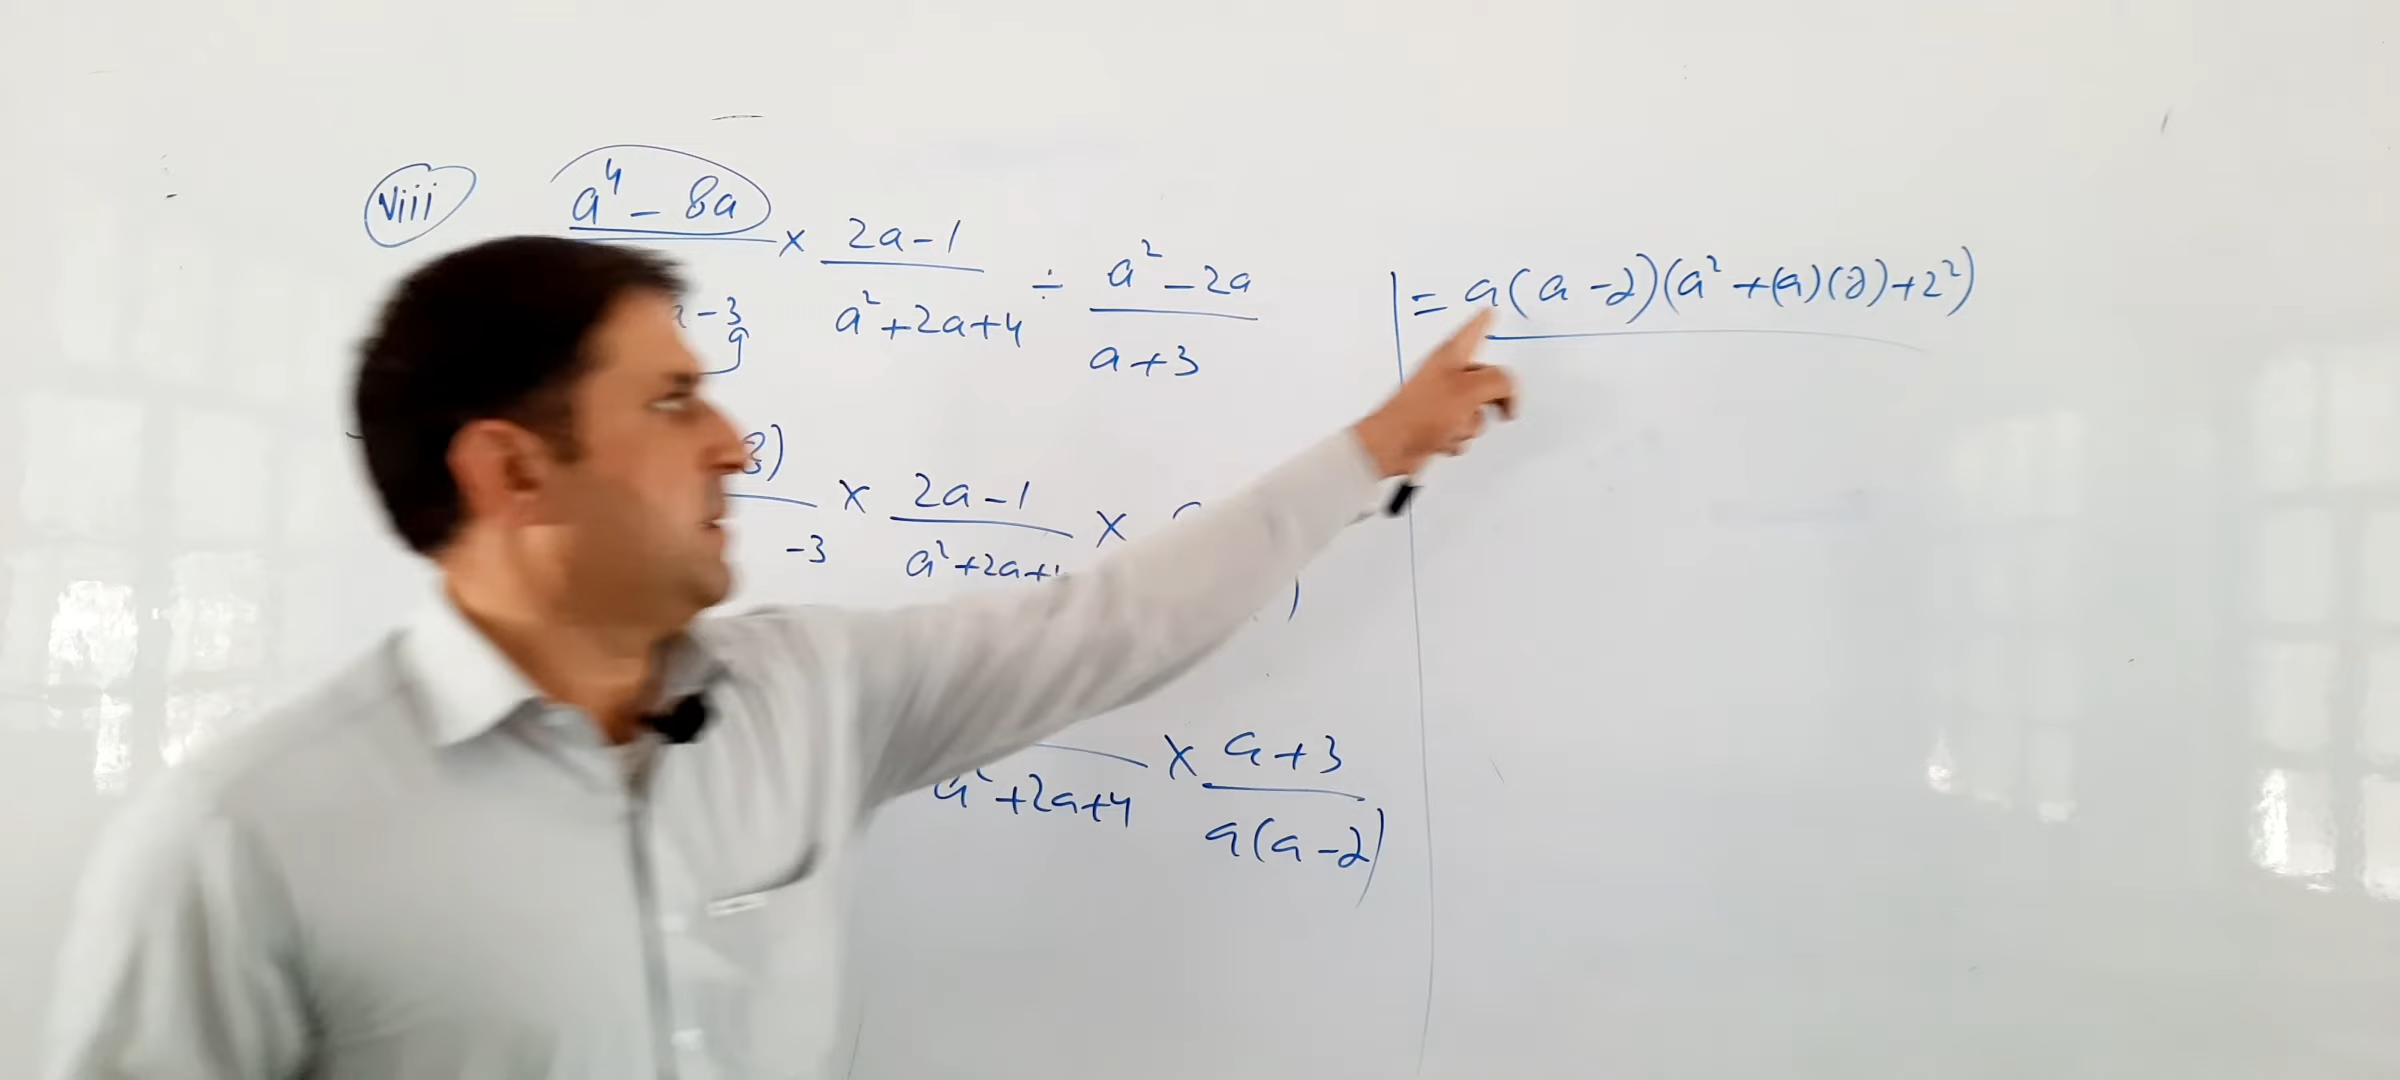 viii a⁴ - 8a × 2a-1 ÷ a² - 2a
-3 a²+2a+4 a+3
9
) × 2a-1 ×
-3 a²+2a+
× a+3
a²+2a+4 a(a-2)
= a(a-2)(a²+(a)(2)+2²)